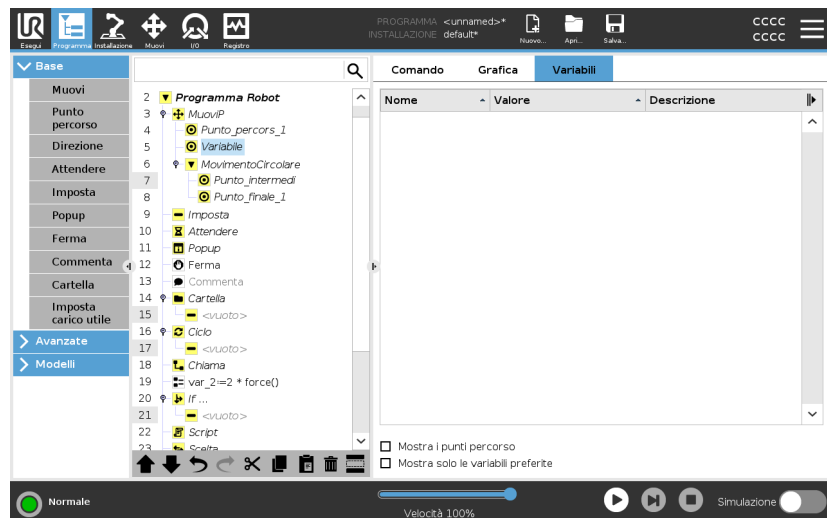 PROGRAMMA <unnamed>*
INSTALLAZIONE default*
Esegui Programma Installazione Muovi I/O Registro
Nuovo... Apri... Salva...
CCCC
CCCC
Base
Muovi
Punto percorso
Direzione
Attendere
Imposta
Popup
Ferma
Commenta
Cartella
Imposta carico utile
Avanzate
Modelli
2 Programma Robot
3 MuoviP
4 Punto_percors_1
5 Variabile
6 MovimentoCircolare
7 Punto_intermedi
8 Punto_finale_1
9 Imposta
10 Attendere
11 Popup
12 Ferma
13 Commenta
14 Cartella
15 <vuoto>
16 Ciclo
17 <vuoto>
18 Chiama
19 var_2:=2 * force()
20 If ...
21 <vuoto>
22 Script
23 Scelta
Comando Grafica Variabili
Nome Valore Descrizione
Mostra i punti percorso
Mostra solo le variabili preferite
Normale
Velocità 100%
Simulazione